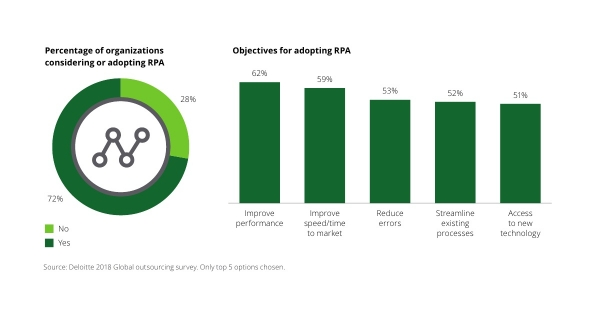 Percentage of organizations
considering or adopting RPA
28%
72%
No
Yes
Objectives for adopting RPA
62%
59%
53%
52%
51%
Improve
performance
Improve
speed/time
to market
Reduce
errors
Streamline
existing
processes
Access
to new
technology
Source: Deloitte 2018 Global outsourcing survey. Only top 5 options chosen.